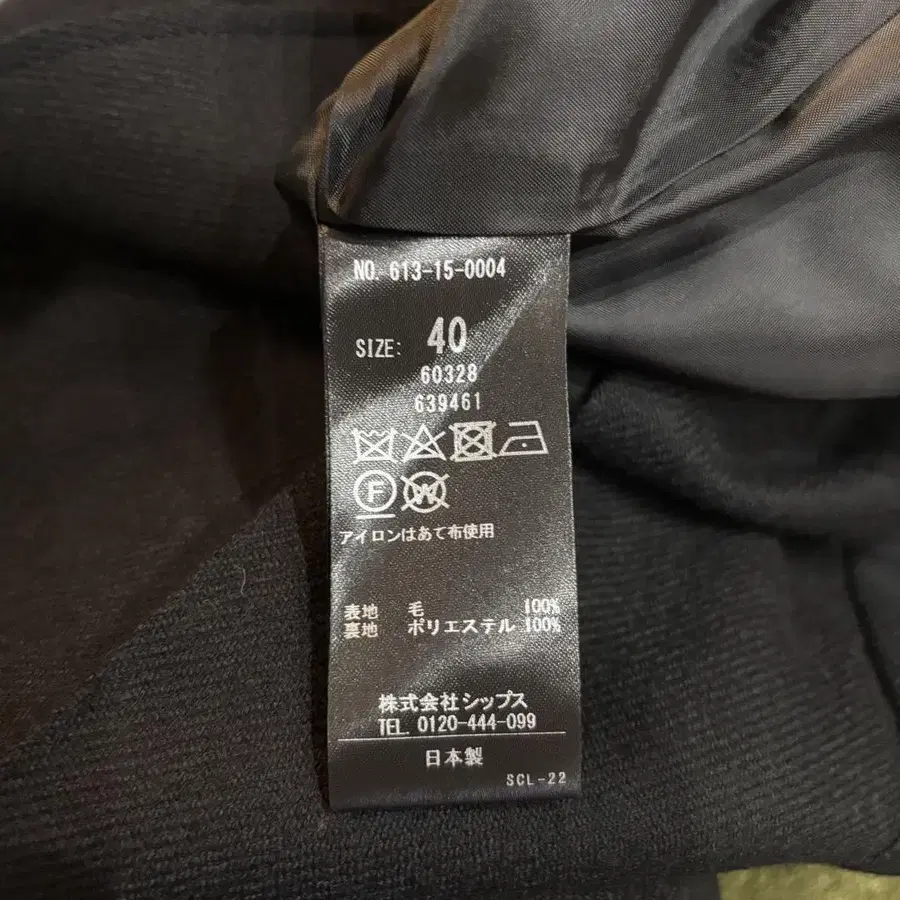 NO. 613-15-0004
SIZE: 40
60328
639461
F W
アイロンはあて布使用
表地 毛 100%
裏地 ポリエステル 100%
株式会社シップス
TEL. 0120-444-099
日本製
SCL-22